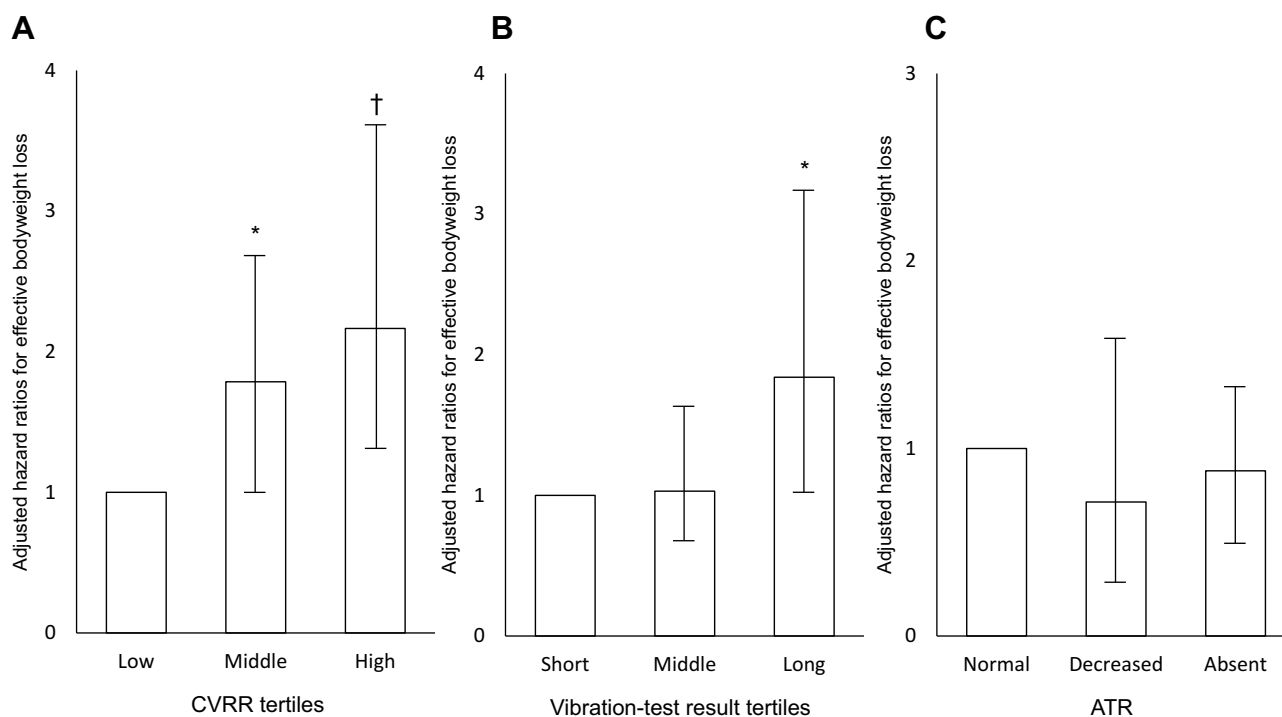 A
Adjusted hazard ratios for effective bodyweight loss
4
3
2
1
0
*
†
Low Middle High
CVRR tertiles
B
Adjusted hazard ratios for effective bodyweight loss
4
3
2
1
0
*
Short Middle Long
Vibration-test result tertiles
C
Adjusted hazard ratios for effective bodyweight loss
3
2
1
0
Normal Decreased Absent
ATR